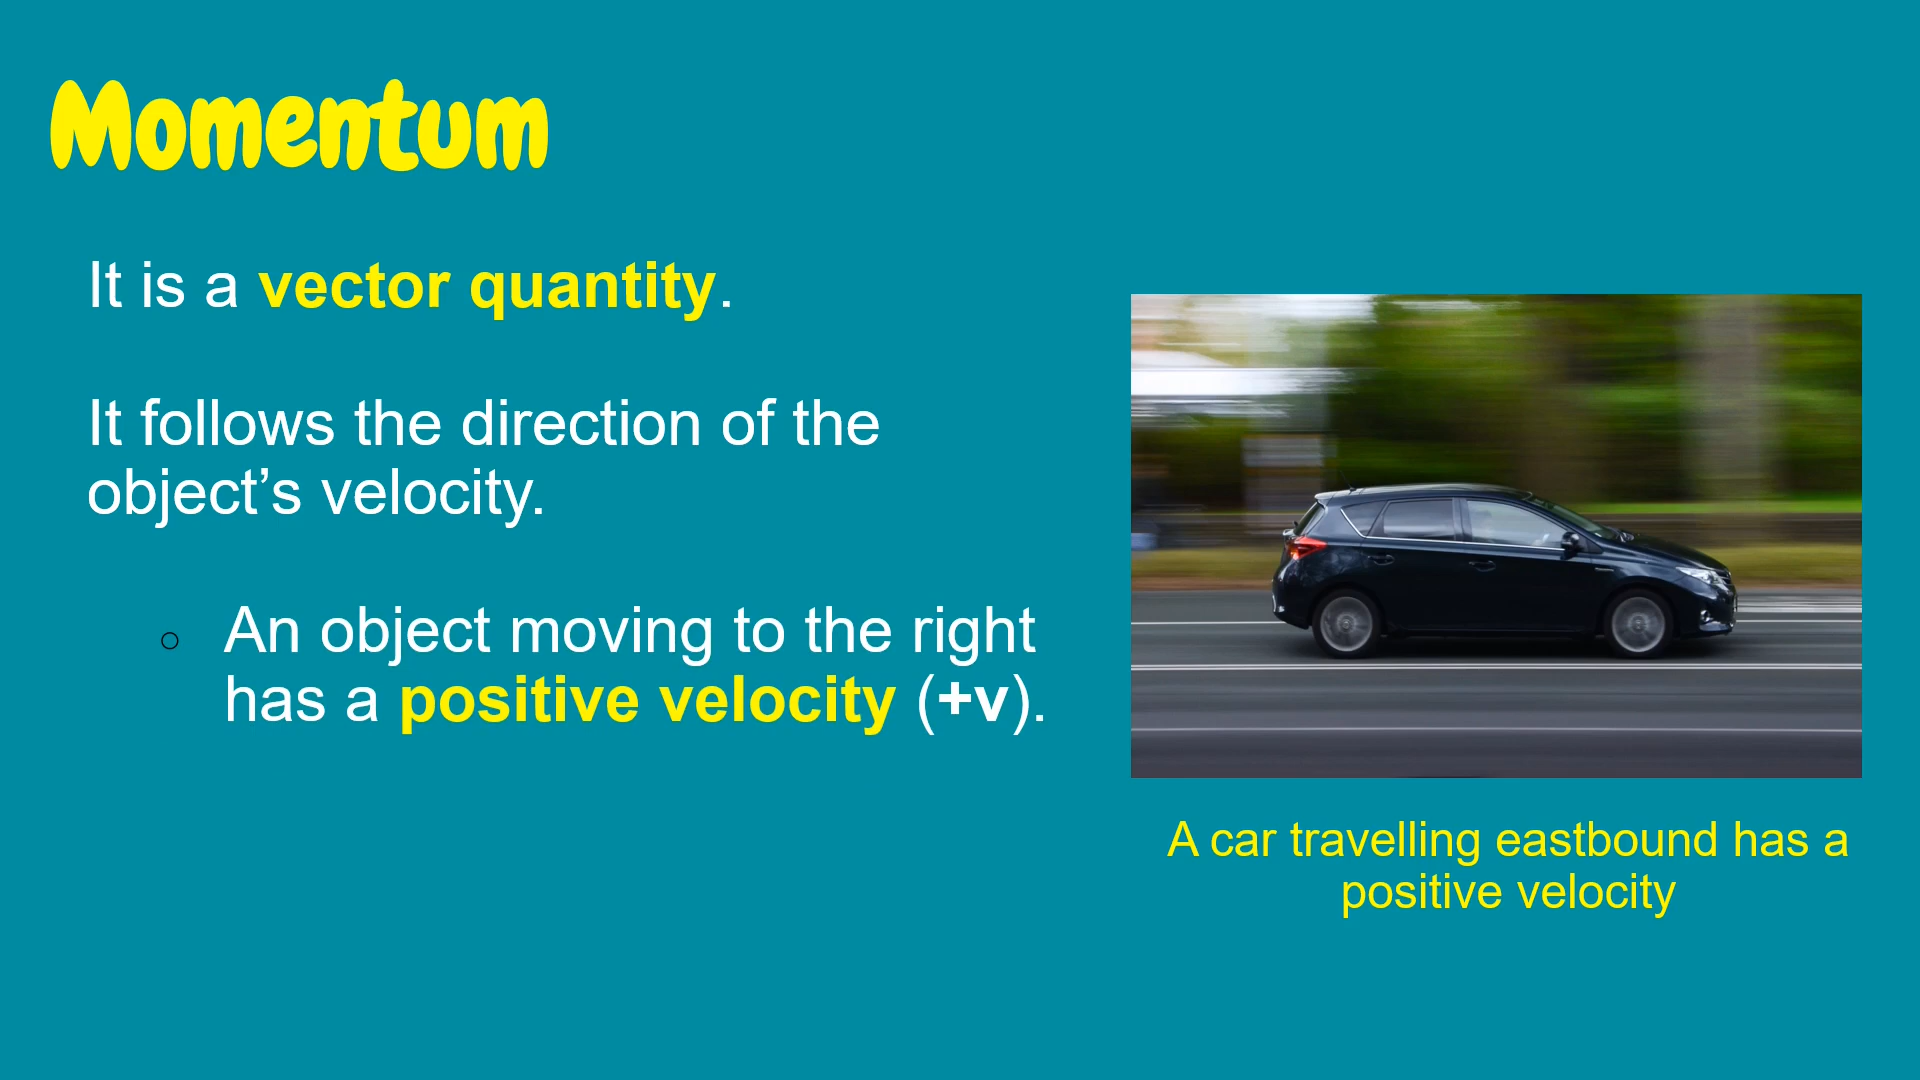 Momentum
It is a vector quantity.
It follows the direction of the
object’s velocity.
○ An object moving to the right
has a positive velocity (+v).
A car travelling eastbound has a
positive velocity